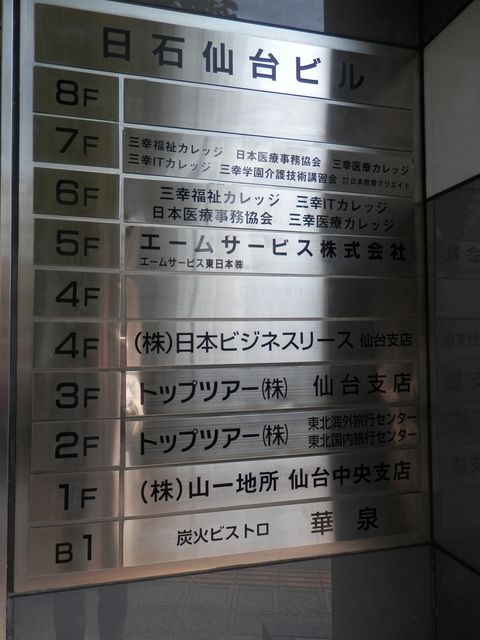 日石仙台ビル
8F
7F 三幸福祉カレッジ 日本医療事務協会 三幸医療カレッジ
三幸ITカレッジ 三幸学園介護技術講習会 日本教育クリエイト
6F 三幸福祉カレッジ 三幸ITカレッジ
日本医療事務協会 三幸医療カレッジ
5F エームサービス株式会社
エームサービス東日本㈱
4F
4F (株)日本ビジネスリース 仙台支店
3F トップツアー㈱ 仙台支店
2F トップツアー㈱ 東北海外旅行センター
東北国内旅行センター
1F (株)山一地所 仙台中央支店
B1 炭火ビストロ 華泉